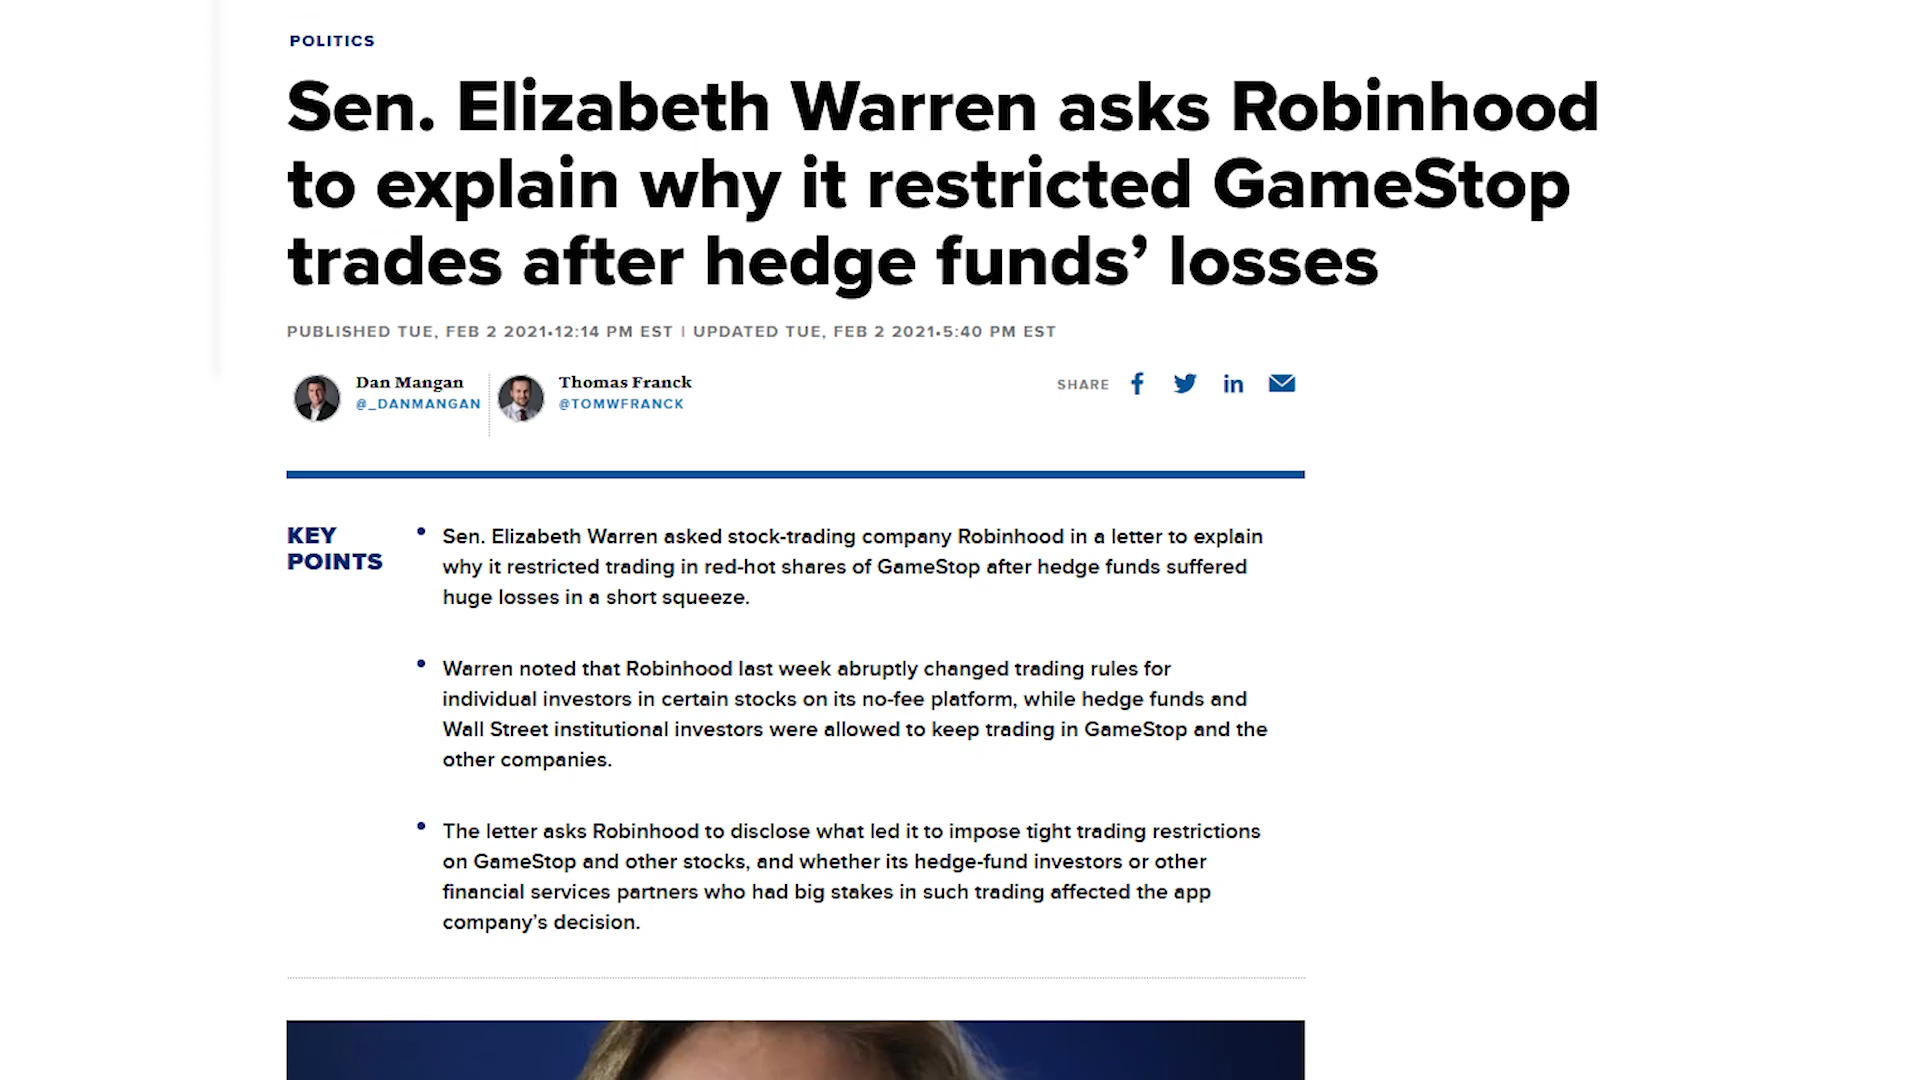 POLITICS
Sen. Elizabeth Warren asks Robinhood
to explain why it restricted GameStop
trades after hedge funds’ losses
PUBLISHED TUE, FEB 2 2021•12:14 PM EST | UPDATED TUE, FEB 2 2021•5:40 PM EST
Dan Mangan
@_DANMANGAN
Thomas Franck
@TOMWFRANCK
SHARE
KEY
POINTS
• Sen. Elizabeth Warren asked stock-trading company Robinhood in a letter to explain
why it restricted trading in red-hot shares of GameStop after hedge funds suffered
huge losses in a short squeeze.
• Warren noted that Robinhood last week abruptly changed trading rules for
individual investors in certain stocks on its no-fee platform, while hedge funds and
Wall Street institutional investors were allowed to keep trading in GameStop and the
other companies.
• The letter asks Robinhood to disclose what led it to impose tight trading restrictions
on GameStop and other stocks, and whether its hedge-fund investors or other
financial services partners who had big stakes in such trading affected the app
company’s decision.